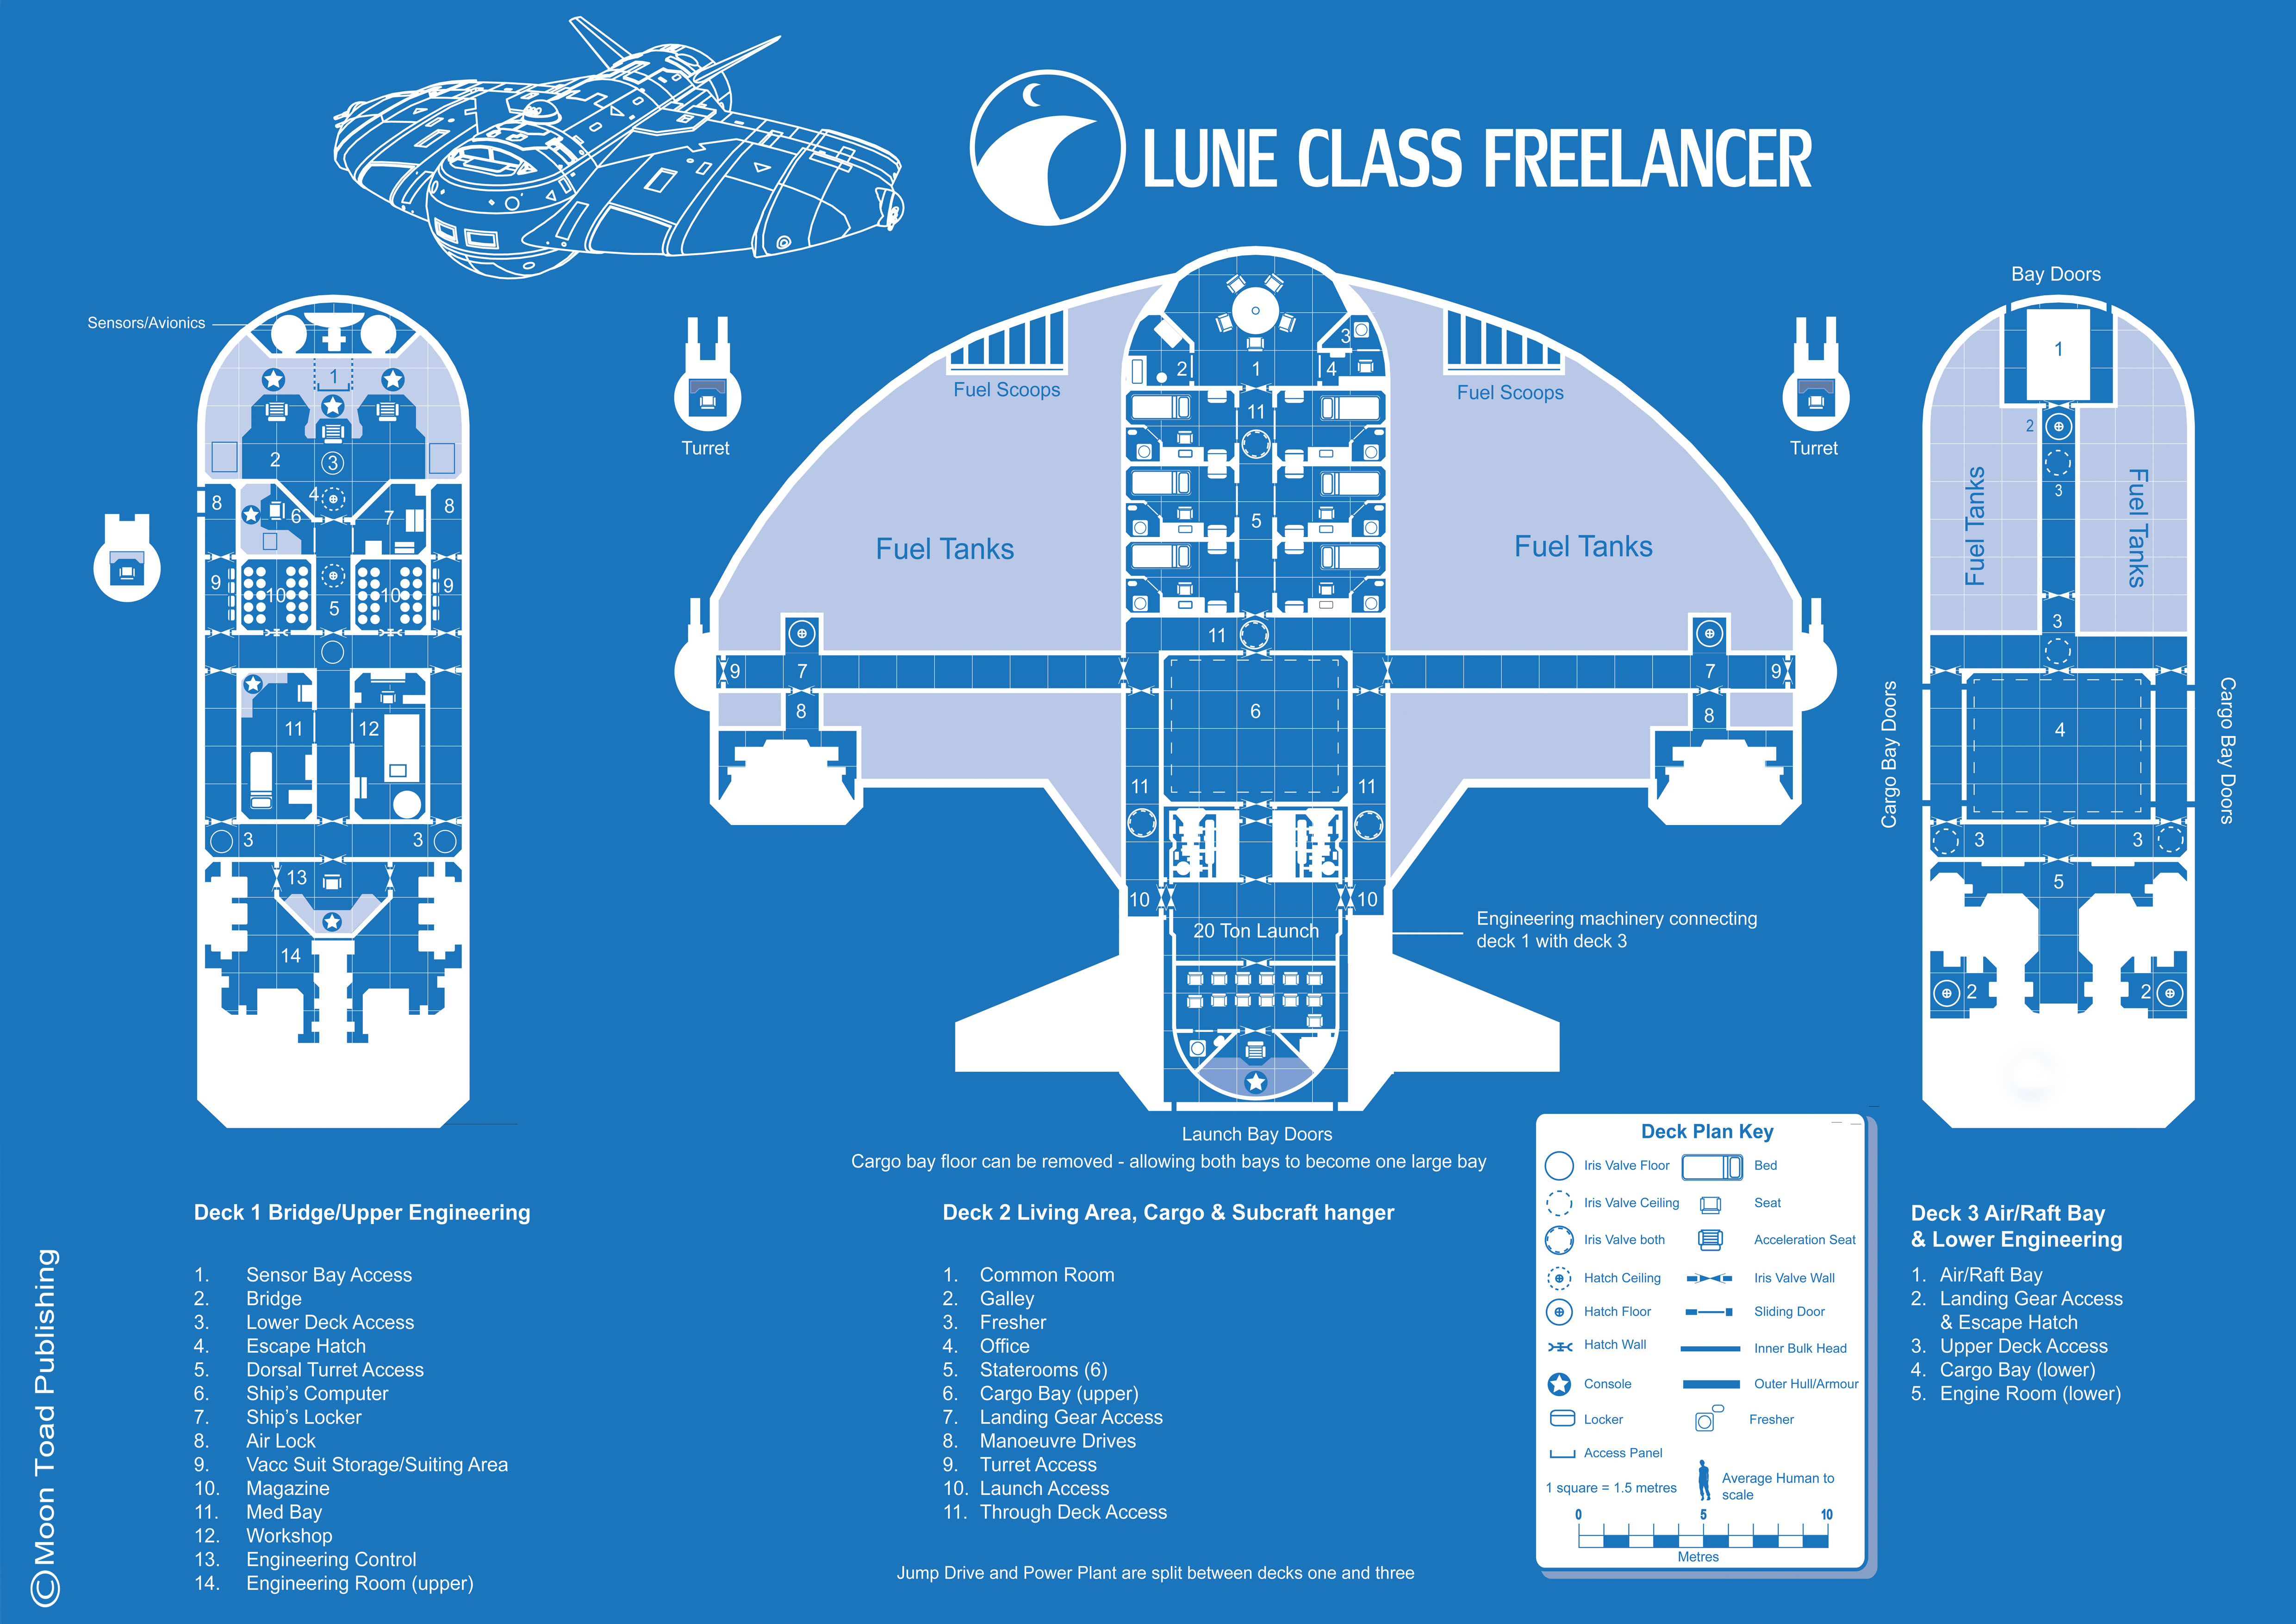 LUNE CLASS FREELANCER
Sensors/Avionics
1
2
3
4
6
7
8
8
9
9
10
10
5
11
12
3
3
13
14
Turret
Turret
Fuel Scoops
Fuel Scoops
Fuel Tanks
Fuel Tanks
2
1
3
4
11
5
11
9
7
8
6
7
9
8
11
11
10
10
20 Ton Launch
Engineering machinery connecting
deck 1 with deck 3
Launch Bay Doors
Cargo bay floor can be removed - allowing both bays to become one large bay
Bay Doors
1
2
3
Fuel Tanks
Fuel Tanks
3
Cargo Bay Doors
Cargo Bay Doors
4
3
3
5
2
2
Deck 1 Bridge/Upper Engineering
1. Sensor Bay Access
2. Bridge
3. Lower Deck Access
4. Escape Hatch
5. Dorsal Turret Access
6. Ship’s Computer
7. Ship’s Locker
8. Air Lock
9. Vacc Suit Storage/Suiting Area
10. Magazine
11. Med Bay
12. Workshop
13. Engineering Control
14. Engineering Room (upper)
Deck 2 Living Area, Cargo & Subcraft hanger
1. Common Room
2. Galley
3. Fresher
4. Office
5. Staterooms (6)
6. Cargo Bay (upper)
7. Landing Gear Access
8. Manoeuvre Drives
9. Turret Access
10. Launch Access
11. Through Deck Access
Jump Drive and Power Plant are split between decks one and three
Deck Plan Key
Iris Valve Floor
Bed
Iris Valve Ceiling
Seat
Iris Valve both
Acceleration Seat
Hatch Ceiling
Iris Valve Wall
Hatch Floor
Sliding Door
Hatch Wall
Inner Bulk Head
Console
Outer Hull/Armour
Locker
Fresher
Access Panel
1 square = 1.5 metres
Average Human to
scale
0 5 10
Metres
Deck 3 Air/Raft Bay
& Lower Engineering
1. Air/Raft Bay
2. Landing Gear Access
& Escape Hatch
3. Upper Deck Access
4. Cargo Bay (lower)
5. Engine Room (lower)
©Moon Toad Publishing